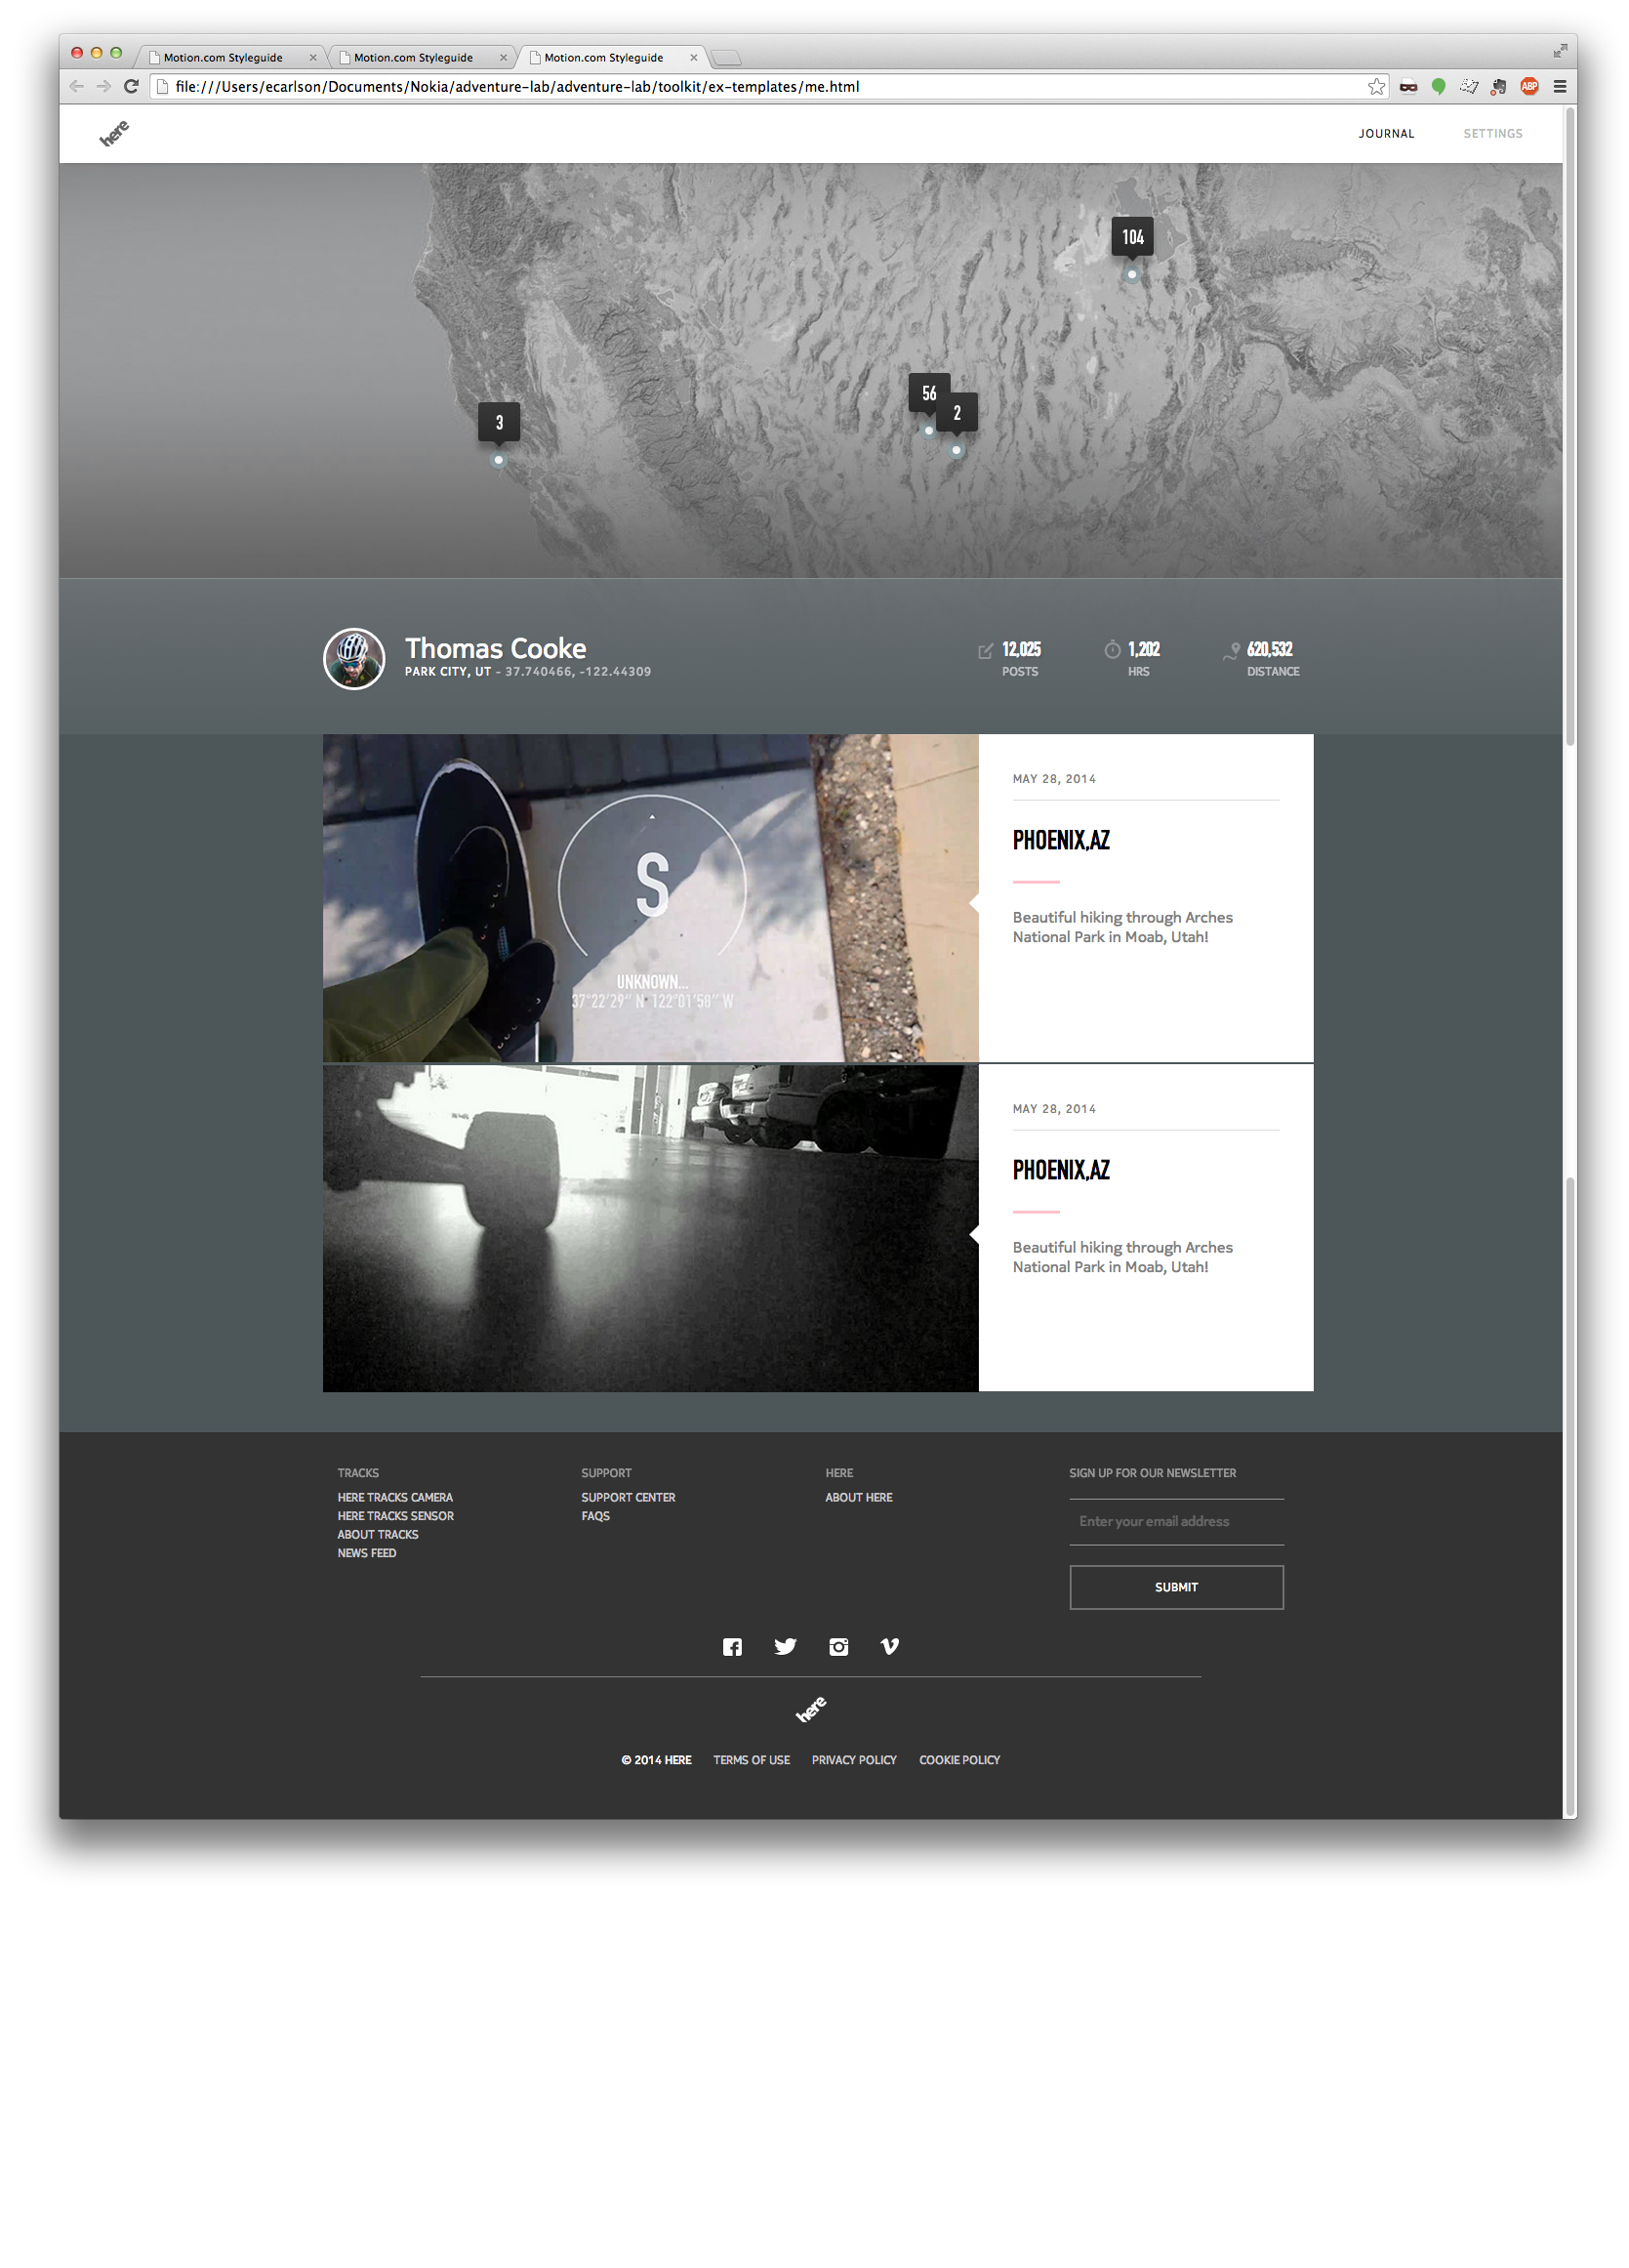 Motion.com Styleguide
Motion.com Styleguide
Motion.com Styleguide
file:///Users/ecarlson/Documents/Nokia/adventure-lab/adventure-lab/toolkit/ex-templates/me.html
ABP
here
JOURNAL
SETTINGS
104
56
2
3
Thomas Cooke
PARK CITY, UT - 37.740466, -122.44309
12,025
POSTS
1,202
HRS
620,532
DISTANCE
S
UNKNOWN...
37°22'29" N 122°01'58" W
MAY 28, 2014
PHOENIX,AZ
Beautiful hiking through Arches
National Park in Moab, Utah!
MAY 28, 2014
PHOENIX,AZ
Beautiful hiking through Arches
National Park in Moab, Utah!
TRACKS
HERE TRACKS CAMERA
HERE TRACKS SENSOR
ABOUT TRACKS
NEWS FEED
SUPPORT
SUPPORT CENTER
FAQS
HERE
ABOUT HERE
SIGN UP FOR OUR NEWSLETTER
Enter your email address
SUBMIT
here
© 2014 HERE TERMS OF USE PRIVACY POLICY COOKIE POLICY